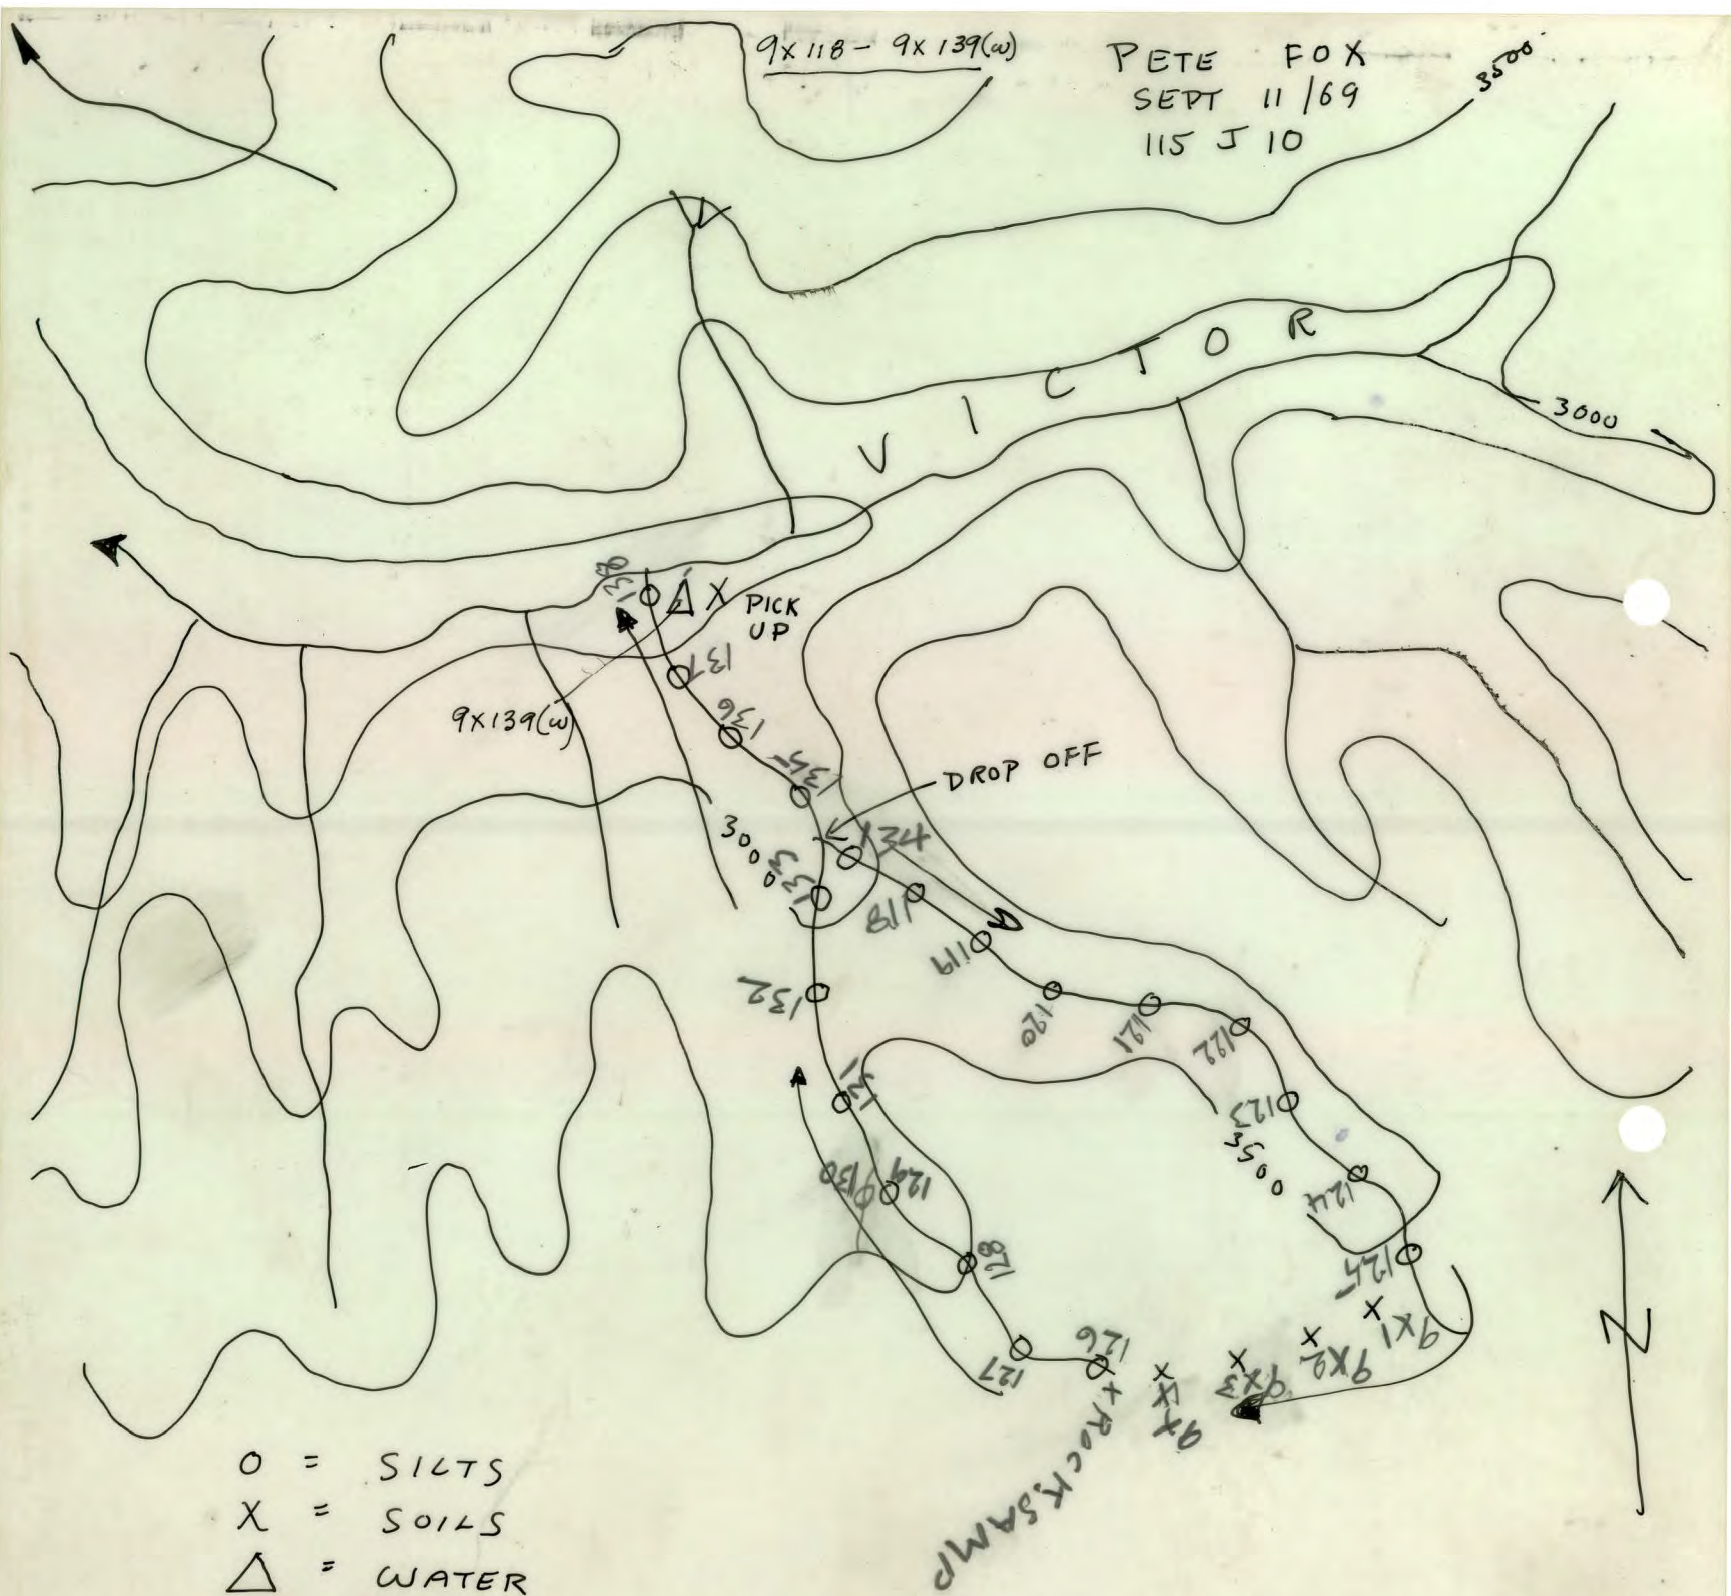 9X118 - 9X139(w)
PETE FOX
SEPT 11/69
115 J 10
3500
VICTOR
3000
138
PICK
UP
137
9X139(w)
136
135
DROP OFF
134
3000
133
118
119
132
120
121
122
131
123
3500
130
129
124
128
125
9X1
9X2
126
9X3
127
9X4
ROCK SAMP
N
O = SILTS
X = SOILS
△ = WATER